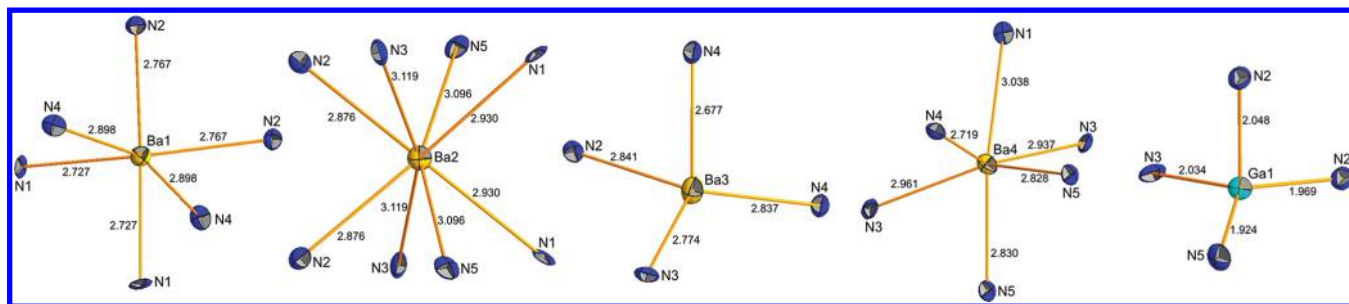 N2
2.767
N4
2.898
Ba1
2.767
N2
N1
2.727
2.898
N4
2.727
N1
N2
N3
N5
N1
3.119
3.096
2.876
2.930
Ba2
3.119
3.096
2.930
2.876
N2
N3
N5
N1
N4
2.677
N2
2.841
Ba3
2.837
N4
2.774
N3
N1
3.038
N4
2.719
Ba4
2.937
N3
2.828
N5
2.961
N3
2.830
N5
N2
2.048
N3
2.034
Ga1
1.969
N2
1.924
N5